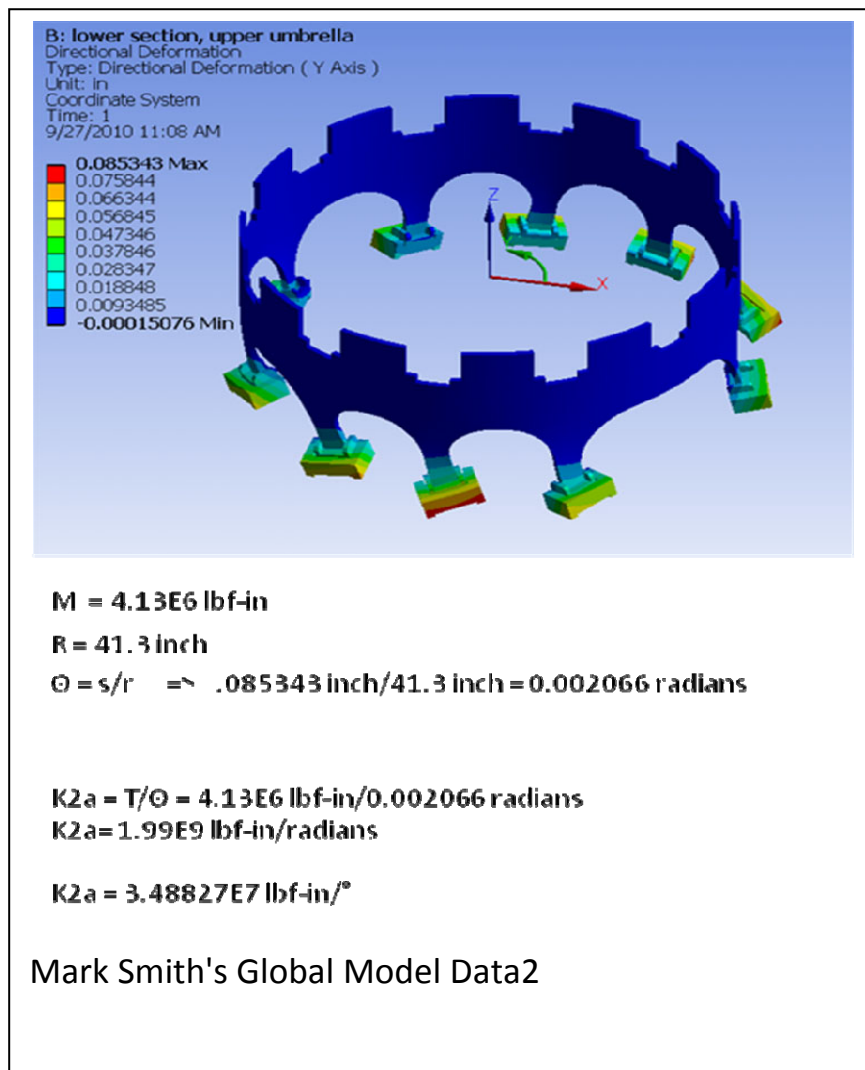 B: lower section, upper umbrella
Directional Deformation
Type: Directional Deformation ( Y Axis )
Unit: in
Coordinate System
Time: 1
9/27/2010 11:08 AM
0.085343 Max
0.075844
0.066344
0.056845
0.047346
0.037846
0.028347
0.018848
0.0093485
-0.00015076 Min
Z
X
M = 4.13E6 lbf-in
R = 41.3 inch
Θ = s/r => .085343 inch/41.3 inch = 0.002066 radians
K2a = T/Θ = 4.13E6 lbf-in/0.002066 radians
K2a= 1.99E9 lbf-in/radians
K2a = 3.48827E7 lbf-in/°
Mark Smith's Global Model Data2